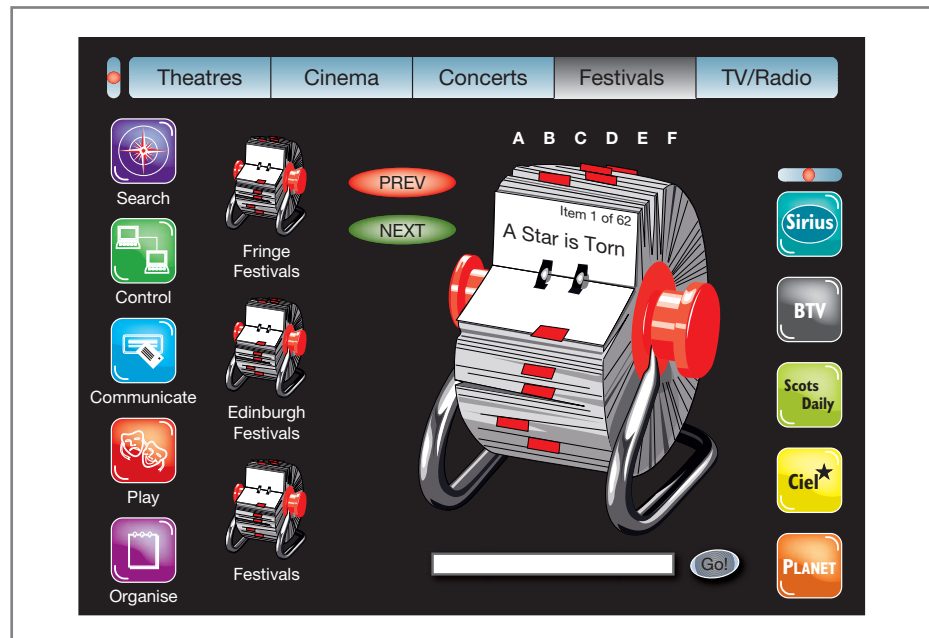 Theatres
Cinema
Concerts
Festivals
TV/Radio
A B C D E F
Search
Control
Communicate
Play
Organise
Fringe
Festivals
Edinburgh
Festivals
Festivals
PREV
NEXT
Item 1 of 62
A Star is Torn
Go!
Sirius
BTV
Scots
Daily
Ciel
PLANET